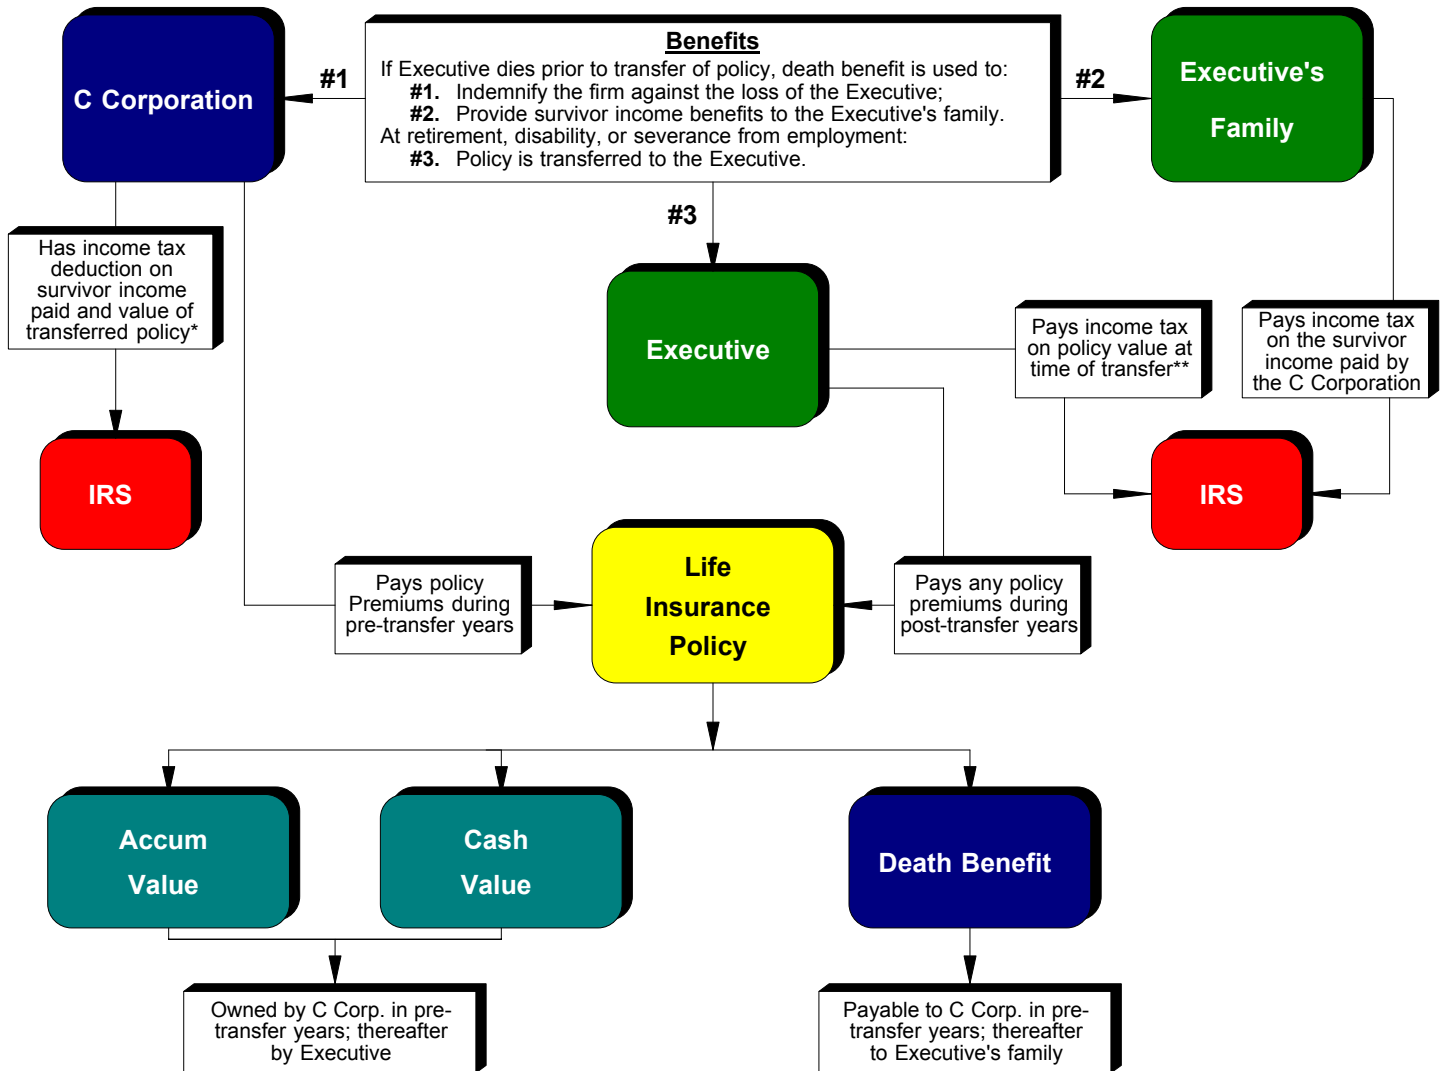 Benefits
If Executive dies prior to transfer of policy, death benefit is used to:
#1. Indemnify the firm against the loss of the Executive;
#2. Provide survivor income benefits to the Executive's family.
At retirement, disability, or severance from employment:
#3. Policy is transferred to the Executive.
#1
C Corporation
#2
Executive's
Family
#3
Has income tax
deduction on
survivor income
paid and value of
transferred policy*
Executive
Pays income tax
on policy value at
time of transfer**
Pays income tax
on the survivor
income paid by
the C Corporation
IRS
IRS
Pays policy
Premiums during
pre-transfer years
Life
Insurance
Policy
Pays any policy
premiums during
post-transfer years
Accum
Value
Cash
Value
Death Benefit
Owned by C Corp. in pre-
transfer years; thereafter
by Executive
Payable to C Corp. in pre-
transfer years; thereafter
to Executive's family